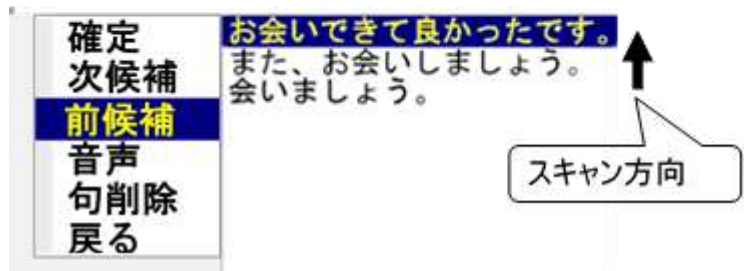 確定
次候補
前候補
音声
句削除
戻る
お会いできて良かったです。
また、お会いしましょう。
会いましょう。
スキャン方向